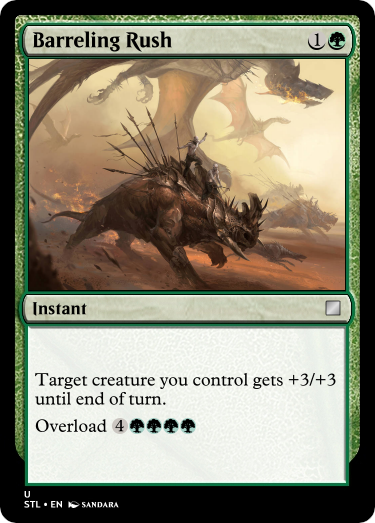 Barreling Rush 1
Instant
Target creature you control gets +3/+3
until end of turn.
Overload 4
U
STL • EN SANDARA